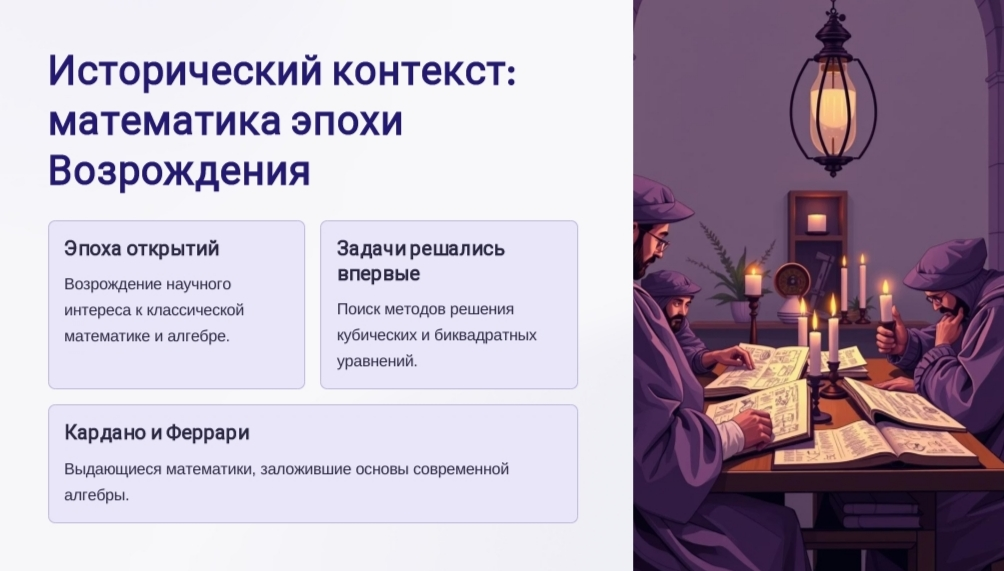 Исторический контекст:
математика эпохи
Возрождения
Эпоха открытий
Возрождение научного
интереса к классической
математике и алгебре.
Задачи решались
впервые
Поиск методов решения
кубических и биквадратных
уравнений.
Кардано и Феррари
Выдающиеся математики, заложившие основы современной
алгебры.